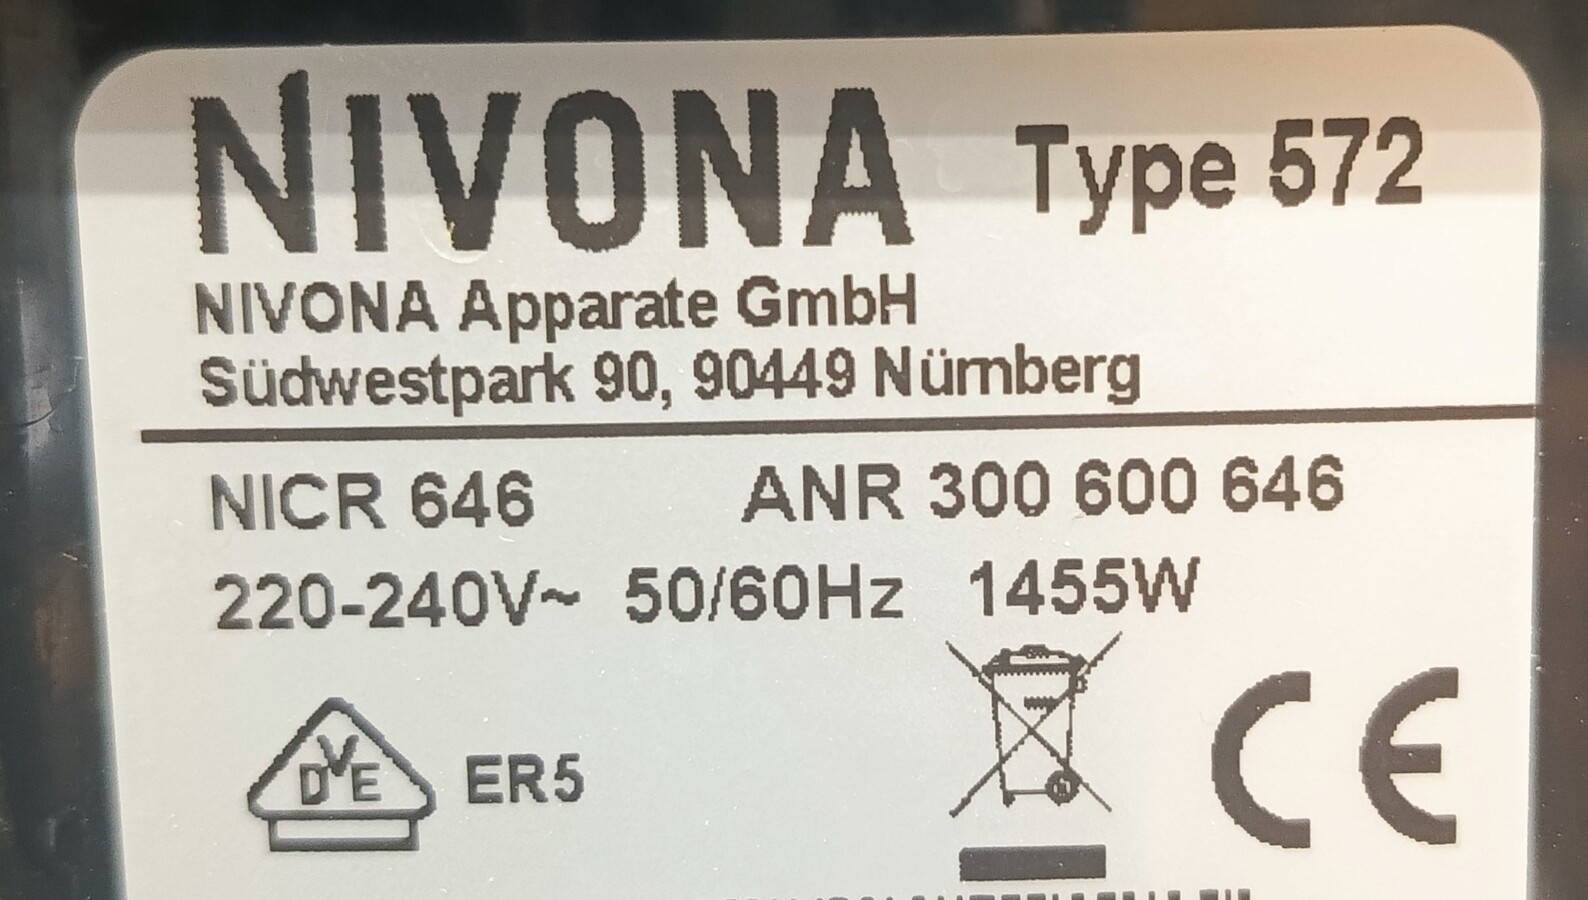 NIVONA Type 572
NIVONA Apparate GmbH
Südwestpark 90, 90449 Nürnberg
NICR 646 ANR 300 600 646
220-240V~ 50/60Hz 1455W
DVE ER5 CE